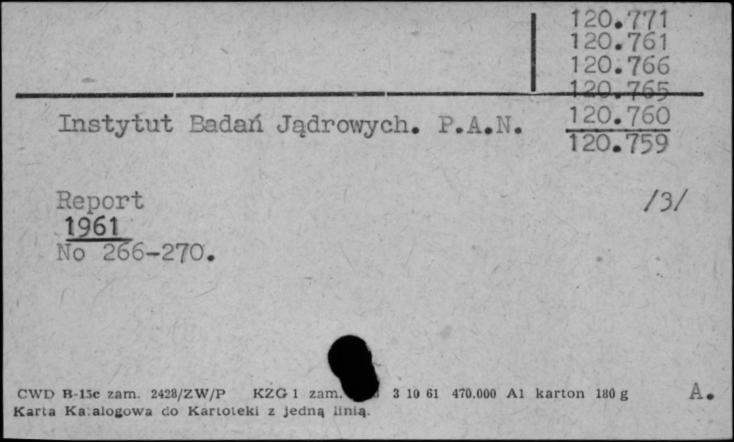 120.771
120.761
120.766
120.765
Instytut Badań Jądrowych. P.A.N.
120.760
120.759
Report
/3/
1961
No 266-270.
CWD B-15c zam. 2428/ZW/P KZG 1 zam. 3 10 61 470.000 A1 karton 180 g
A.
Karta Katalogowa do Kartoteki z jedną linią.